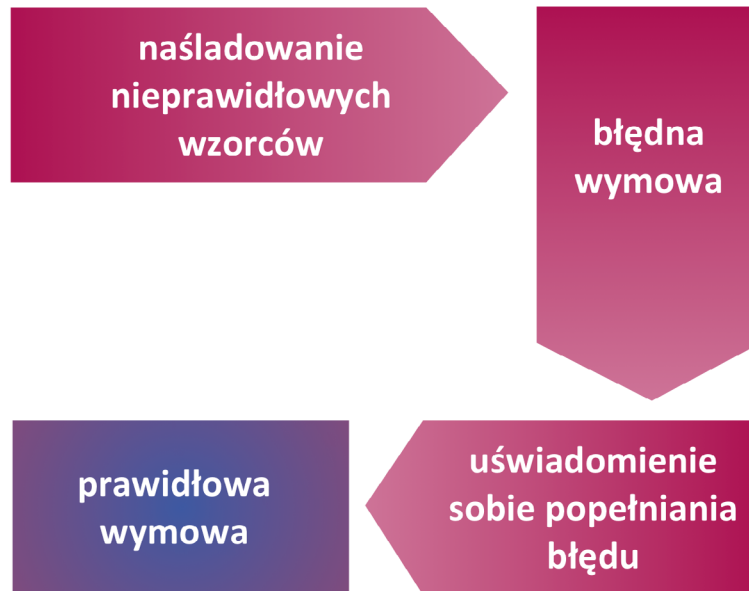 naśladowanie
nieprawidłowych
wzorców
błędna
wymowa
uświadomienie
sobie popełniania
błędu
prawidłowa
wymowa